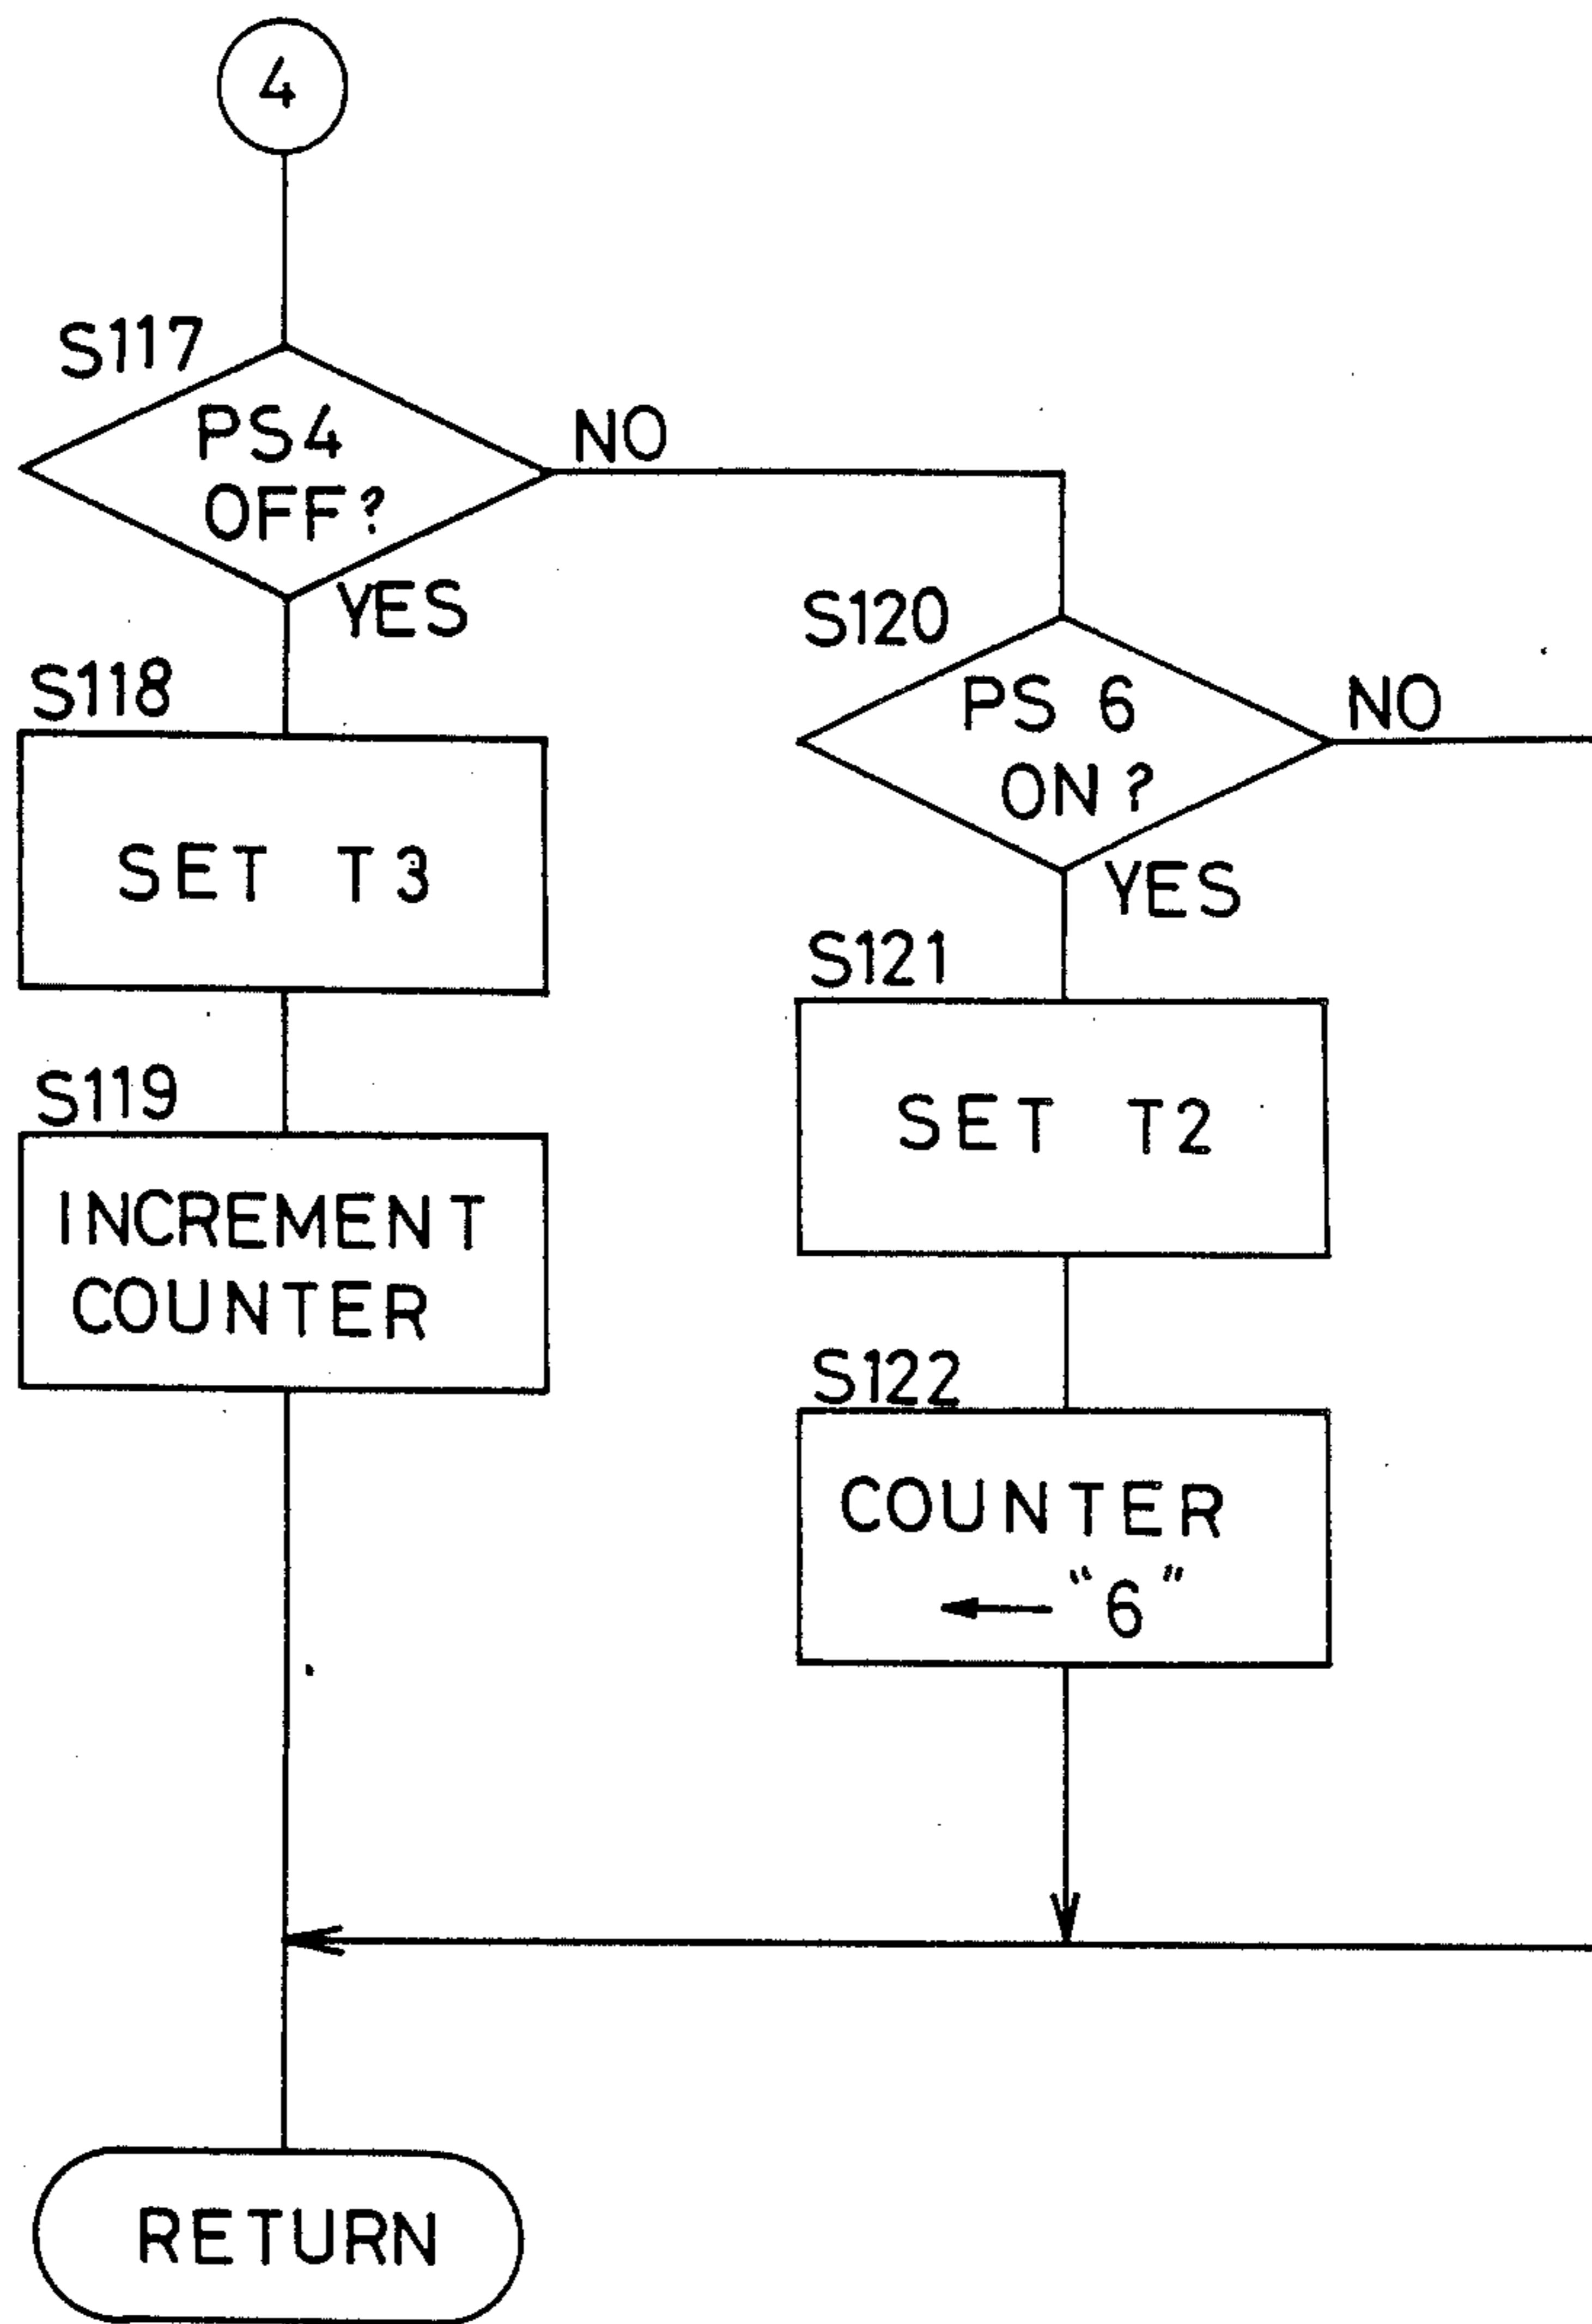 4
S117
PS4
OFF?
NO
YES
S118
SET T3
S119
INCREMENT
COUNTER
S120
PS 6
ON?
NO
YES
S121
SET T2
S122
COUNTER
← "6"
RETURN